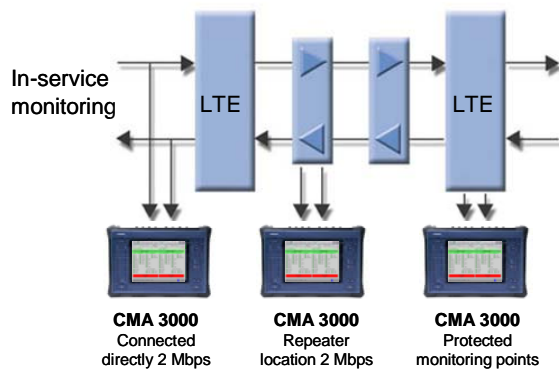 In-service
monitoring
LTE
LTE
CMA 3000
Connected
directly 2 Mbps
CMA 3000
Repeater
location 2 Mbps
CMA 3000
Protected
monitoring points